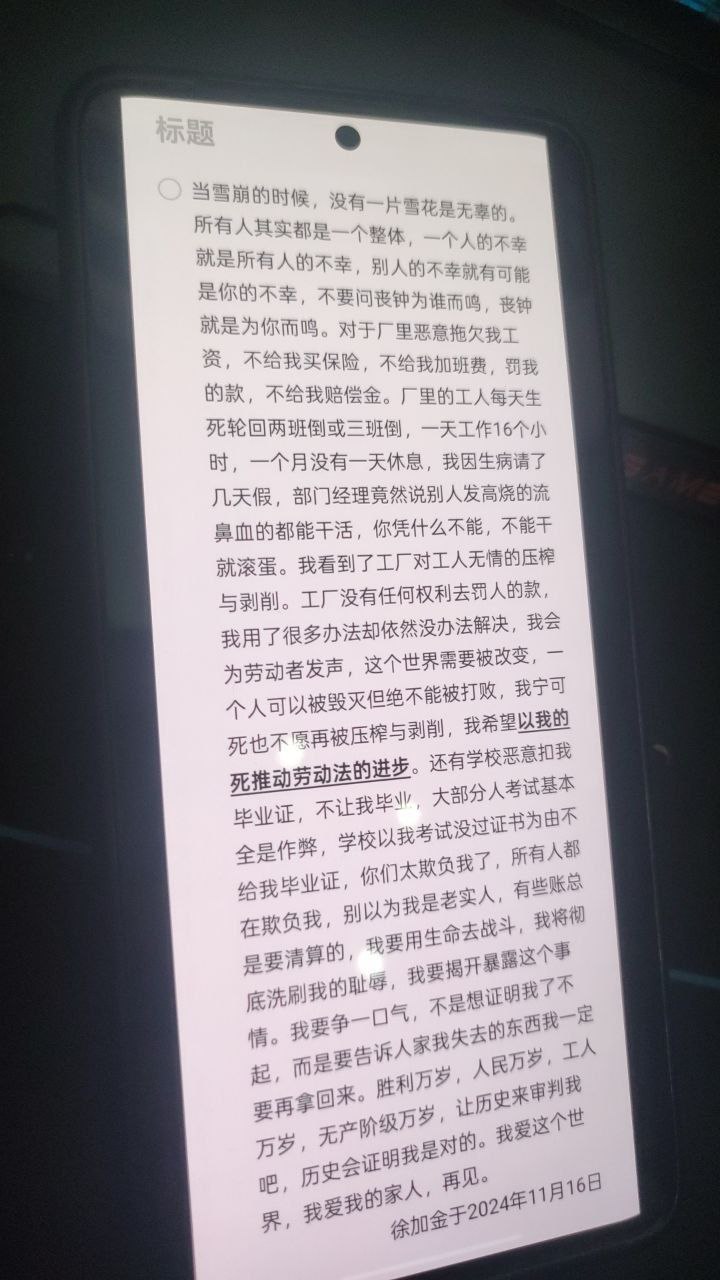 标题
当雪崩的时候，没有一片雪花是无辜的。
所有人其实都是一个整体，一个人的不幸
就是所有人的不幸，别人的不幸就有可能
是你的不幸，不要问丧钟为谁而鸣，丧钟
就是为你而鸣。对于厂里恶意拖欠我工
资，不给我买保险，不给我加班费，罚我
的款，不给我赔偿金。厂里的工人每天生
死轮回两班倒或三班倒，一天工作16个小
时，一个月没有一天休息，我因生病请了
几天假，部门经理竟然说别人发高烧的流
鼻血的都能干活，你凭什么不能，不能干
就滚蛋。我看到了工厂对工人无情的压榨
与剥削。工厂没有任何权利去罚人的款，
我用了很多办法却依然没办法解决，我会
为劳动者发声，这个世界需要被改变，一
个人可以被毁灭但绝不能被打败，我宁可
死也不愿再被压榨与剥削，我希望以我的
死推动劳动法的进步。还有学校恶意扣我
毕业证，不让我毕业，大部分人考试基本
全是作弊，学校以我考试没过证书为由不
给我毕业证，你们太欺负我了，所有人都
在欺负我，别以为我是老实人，有些账总
是要清算的，我要用生命去战斗，我将彻
底洗刷我的耻辱，我要揭开暴露这个事
情。我要争一口气，不是想证明我了不
起，而是要告诉人家我失去的东西我一定
要再拿回来。胜利万岁，人民万岁，工人
万岁，无产阶级万岁，让历史来审判我
吧，历史会证明我是对的。我爱这个世
界，我爱我的家人，再见。
徐加金于2024年11月16日